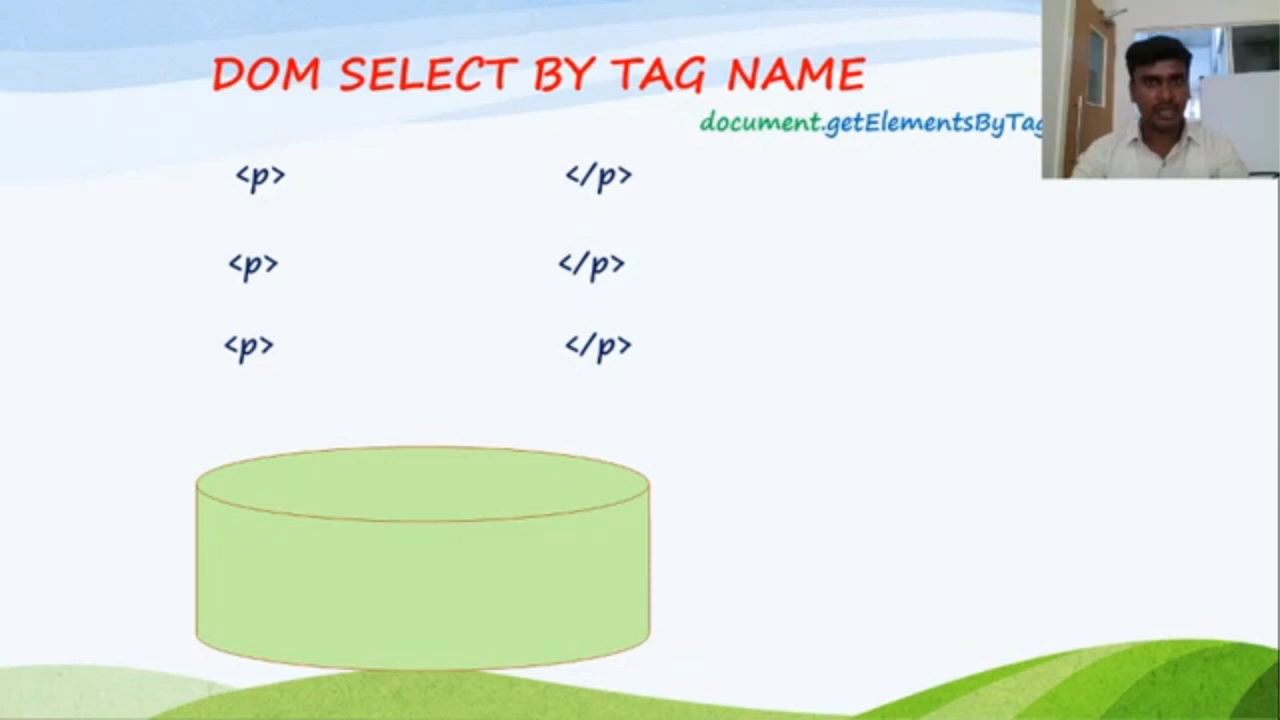 DOM SELECT BY TAG NAME
document.getElementsByTag
<p> </p>
<p> </p>
<p> </p>